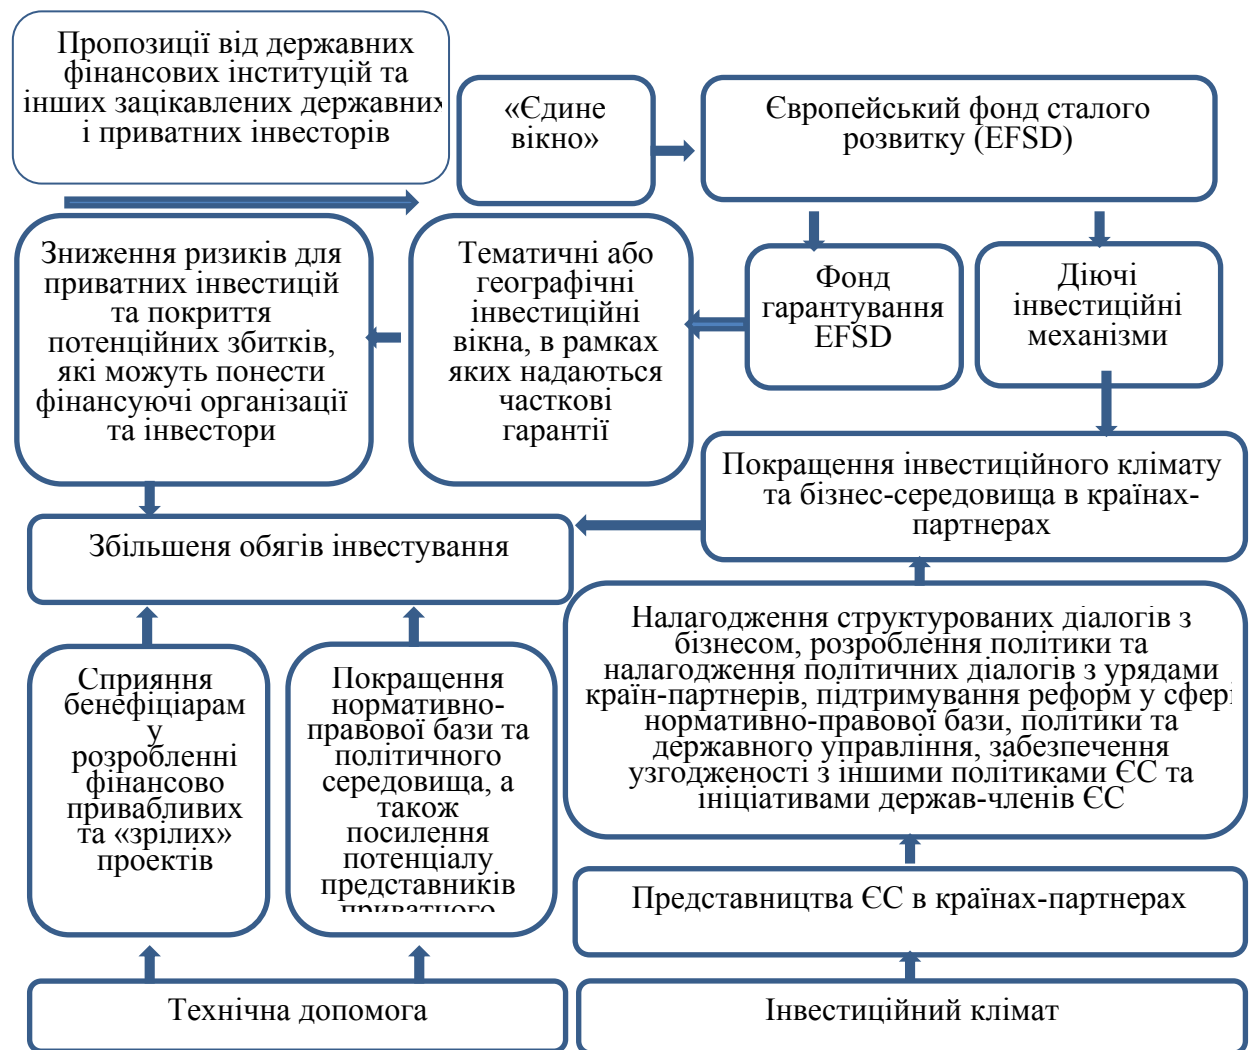 Пропозиції від державних
фінансових інституцій та
інших зацікавлених державних
і приватних інвесторів
«Єдине
вікно»
Європейський фонд сталого
розвитку (EFSD)
Зниження ризиків для
приватних інвестицій
та покриття
потенційних збитків,
які можуть понести
фінансуючі організації
та інвестори
Тематичні або
географічні
інвестиційні
вікна, в рамках
яких надаються
часткові
гарантії
Фонд
гарантування
EFSD
Діючі
інвестиційні
механізми
Покращення інвестиційного клімату
та бізнес-середовища в країнах-
партнерах
Збільшеня обягів інвестування
Налагодження структурованих діалогів з
бізнесом, розроблення політики та
налагодження політичних діалогів з урядами
країн-партнерів, підтримування реформ у сфері
нормативно-правової бази, політики та
державного управління, забезпечення
узгодженості з іншими політиками ЄС та
ініціативами держав-членів ЄС
Сприяння
бенефіціарам
у
розробленні
фінансово
привабливих
та «зрілих»
проектів
Покращення
нормативно-
правової бази та
політичного
середовища, а
також
посилення
потенціалу
представників
приватного
Представництва ЄС в країнах-партнерах
Технічна допомога
Інвестиційний клімат